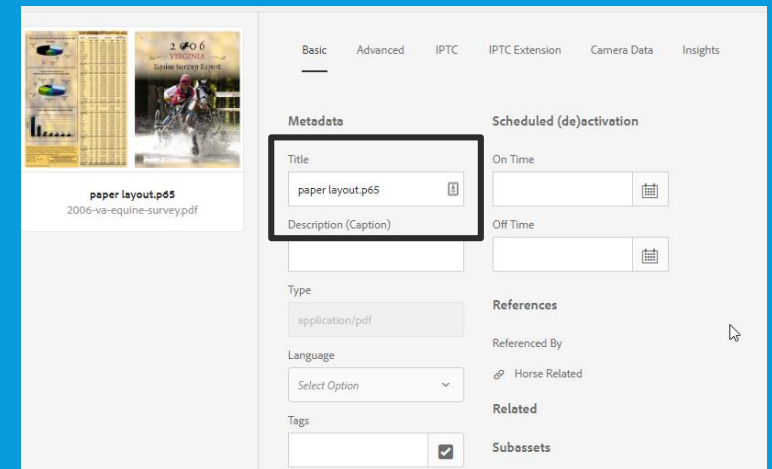 2006
VIRGINIA
Equine Survey Report
paper layout.p65
2006-va-equine-survey.pdf
Basic Advanced IPTC IPTC Extension Camera Data Insights
Metadata
Title
paper layout.p65
Description (Caption)
Type
application/pdf
Language
Select Option
Tags
Scheduled (de)activation
On Time
Off Time
References
Referenced By
Horse Related
Related
Subassets